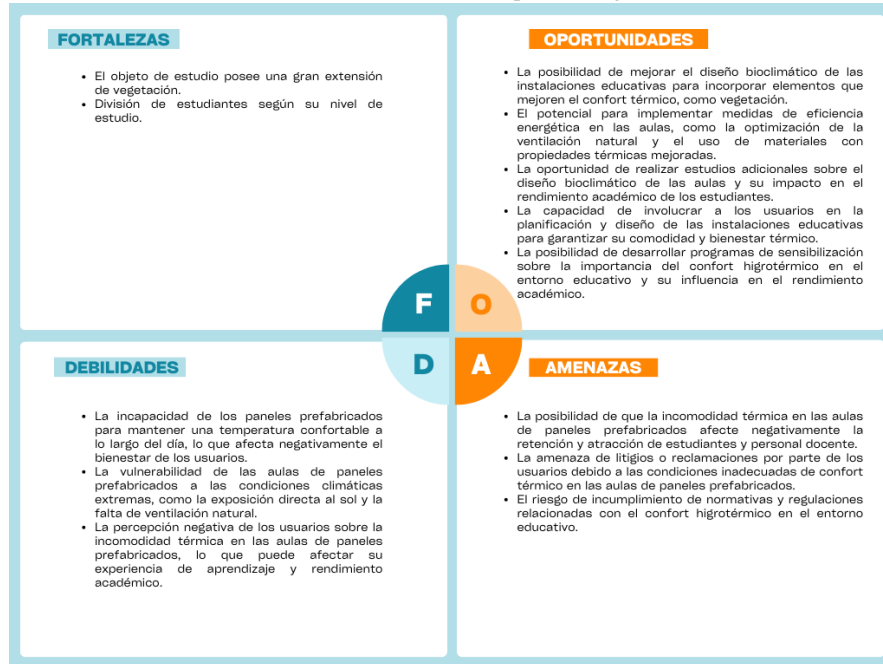 FORTALEZAS
• El objeto de estudio posee una gran extensión
de vegetación.
• División de estudiantes según su nivel de
estudio.
OPORTUNIDADES
• La posibilidad de mejorar el diseño bioclimático de las
instalaciones educativas para incorporar elementos que
mejoren el confort térmico, como vegetación.
• El potencial para implementar medidas de eficiencia
energética en las aulas, como la optimización de la
ventilación natural y el uso de materiales con
propiedades térmicas mejoradas.
• La oportunidad de realizar estudios adicionales sobre el
diseño bioclimático de las aulas y su impacto en el
rendimiento académico de los estudiantes.
• La capacidad de involucrar a los usuarios en la
planificación y diseño de las instalaciones educativas
para garantizar su comodidad y bienestar térmico.
• La posibilidad de desarrollar programas de sensibilización
sobre la importancia del confort higrotérmico en el
entorno educativo y su influencia en el rendimiento
académico.
F
O
D
A
DEBILIDADES
• La incapacidad de los paneles prefabricados
para mantener una temperatura confortable a
lo largo del día, lo que afecta negativamente el
bienestar de los usuarios.
• La vulnerabilidad de las aulas de paneles
prefabricados a las condiciones climáticas
extremas, como la exposición directa al sol y la
falta de ventilación natural.
• La percepción negativa de los usuarios sobre la
incomodidad térmica en las aulas de paneles
prefabricados, lo que puede afectar su
experiencia de aprendizaje y rendimiento
académico.
AMENAZAS
• La posibilidad de que la incomodidad térmica en las aulas
de paneles prefabricados afecte negativamente la
retención y atracción de estudiantes y personal docente.
• La amenaza de litigios o reclamaciones por parte de los
usuarios debido a las condiciones inadecuadas de confort
térmico en las aulas de paneles prefabricados.
• El riesgo de incumplimiento de normativas y regulaciones
relacionadas con el confort higrotérmico en el entorno
educativo.